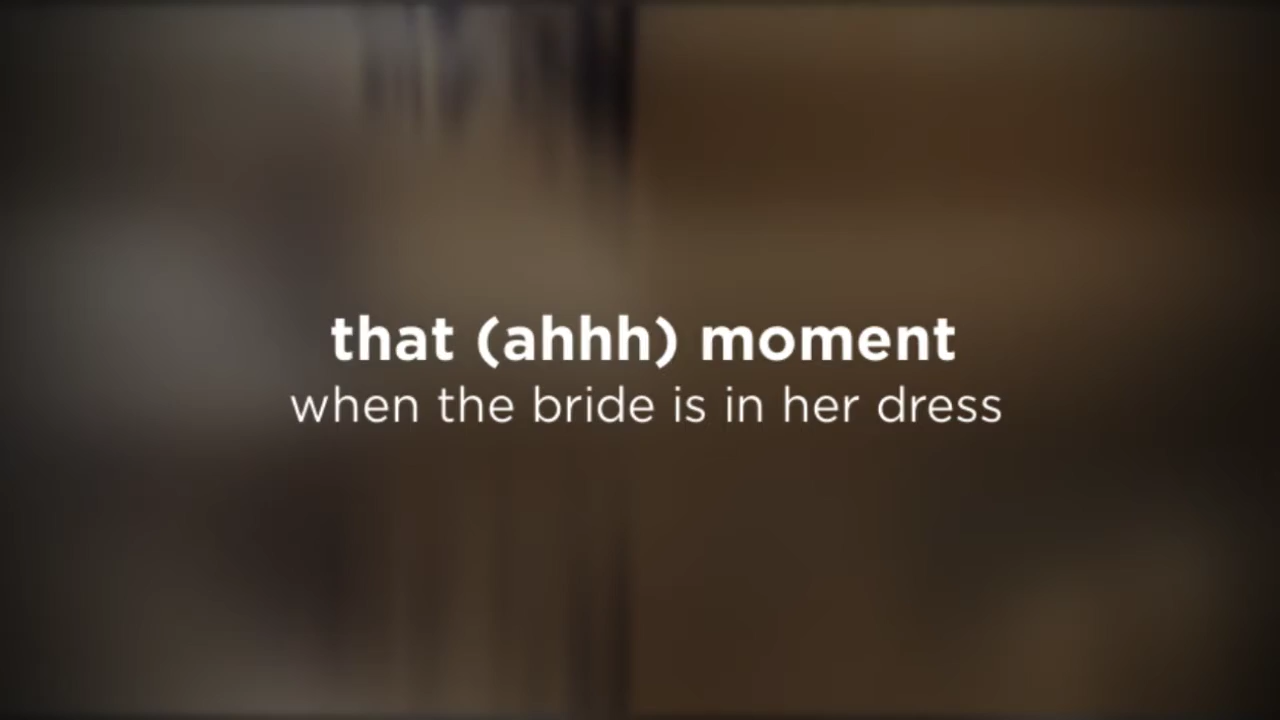 that (ahhh) moment
when the bride is in her dress